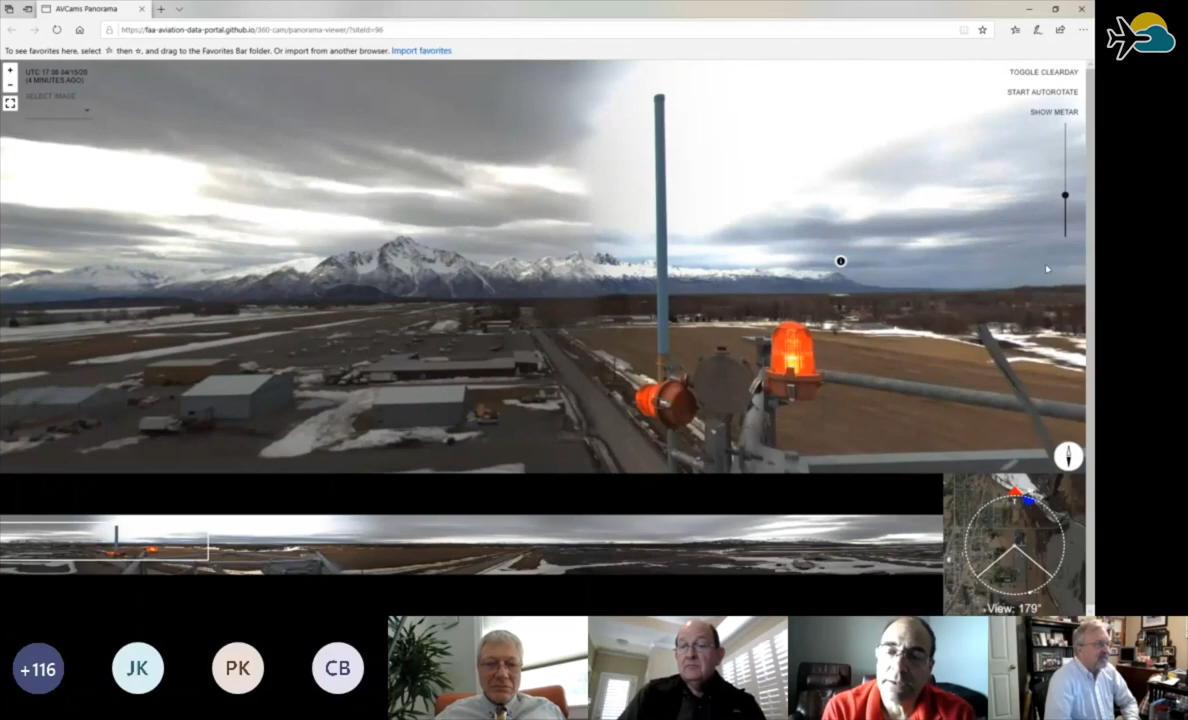 AVCams Panorama
https://faa-aviation-data-portal.github.io/360-cam/panorama-viewer/?siteId=96
To see favorites here, select ☆ then ☆, and drag to the Favorites Bar folder. Or import from another browser. Import favorites
UTC 17:08 04/15/20
(4 MINUTES AGO)
SELECT IMAGE
TOGGLE CLEARDAY
START AUTOROTATE
SHOW METAR
View: 179°
+116
JK
PK
CB